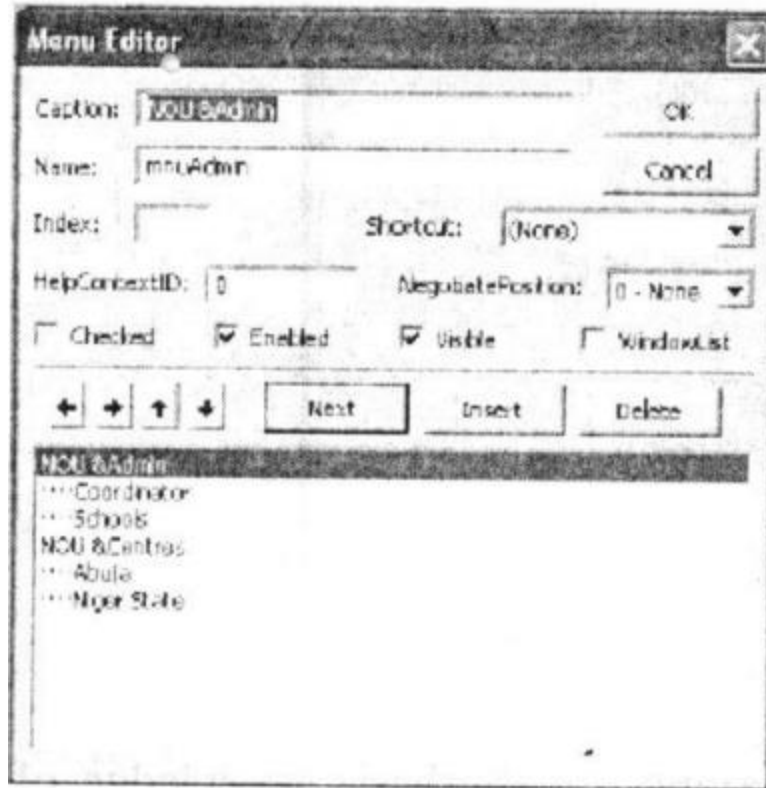 Menu Editor
Caption: NOU &Admin OK
Name: mnuAdmin Cancel
Index: Shortcut: (None)
HelpContextID: 0 NegotiatePosition: 0 - None
Checked Enabled Visible WindowList
Next Insert Delete
NOU &Admin
····Coordinator
····Schools
NOU &Centres
····Abuja
····Niger State